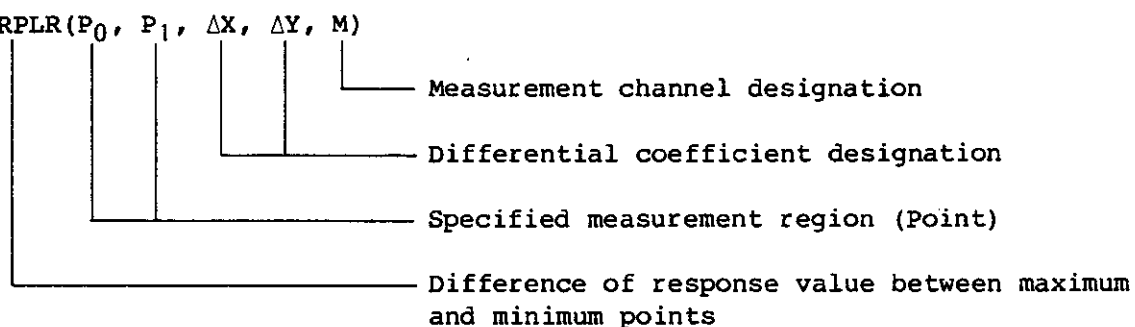 RPLR(P0, P1, ΔX, ΔY, M)
Measurement channel designation
Differential coefficient designation
Specified measurement region (Point)
Difference of response value between maximum
and minimum points